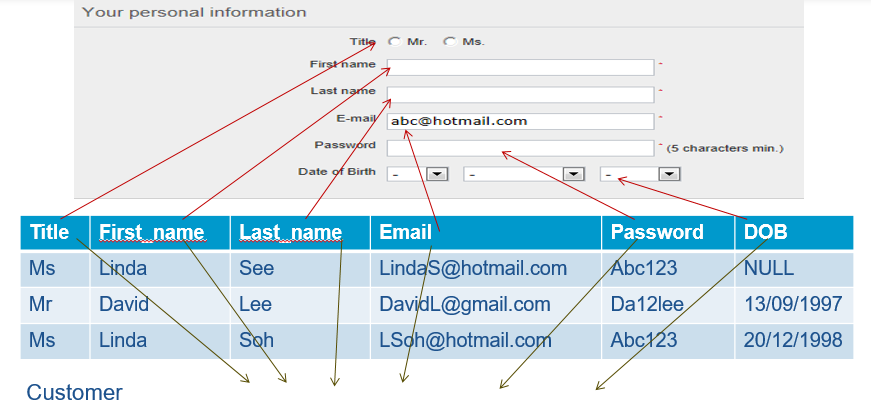 Your personal information
Title Mr. Ms.
First name -
Last name -
E-mail abc@hotmail.com -
Password - (5 characters min.)
Date of Birth - - -
Title First_name Last_name Email Password DOB
Ms Linda See LindaS@hotmail.com Abc123 NULL
Mr David Lee DavidL@gmail.com Da12lee 13/09/1997
Ms Linda Soh LSoh@hotmail.com Abc123 20/12/1998
Customer